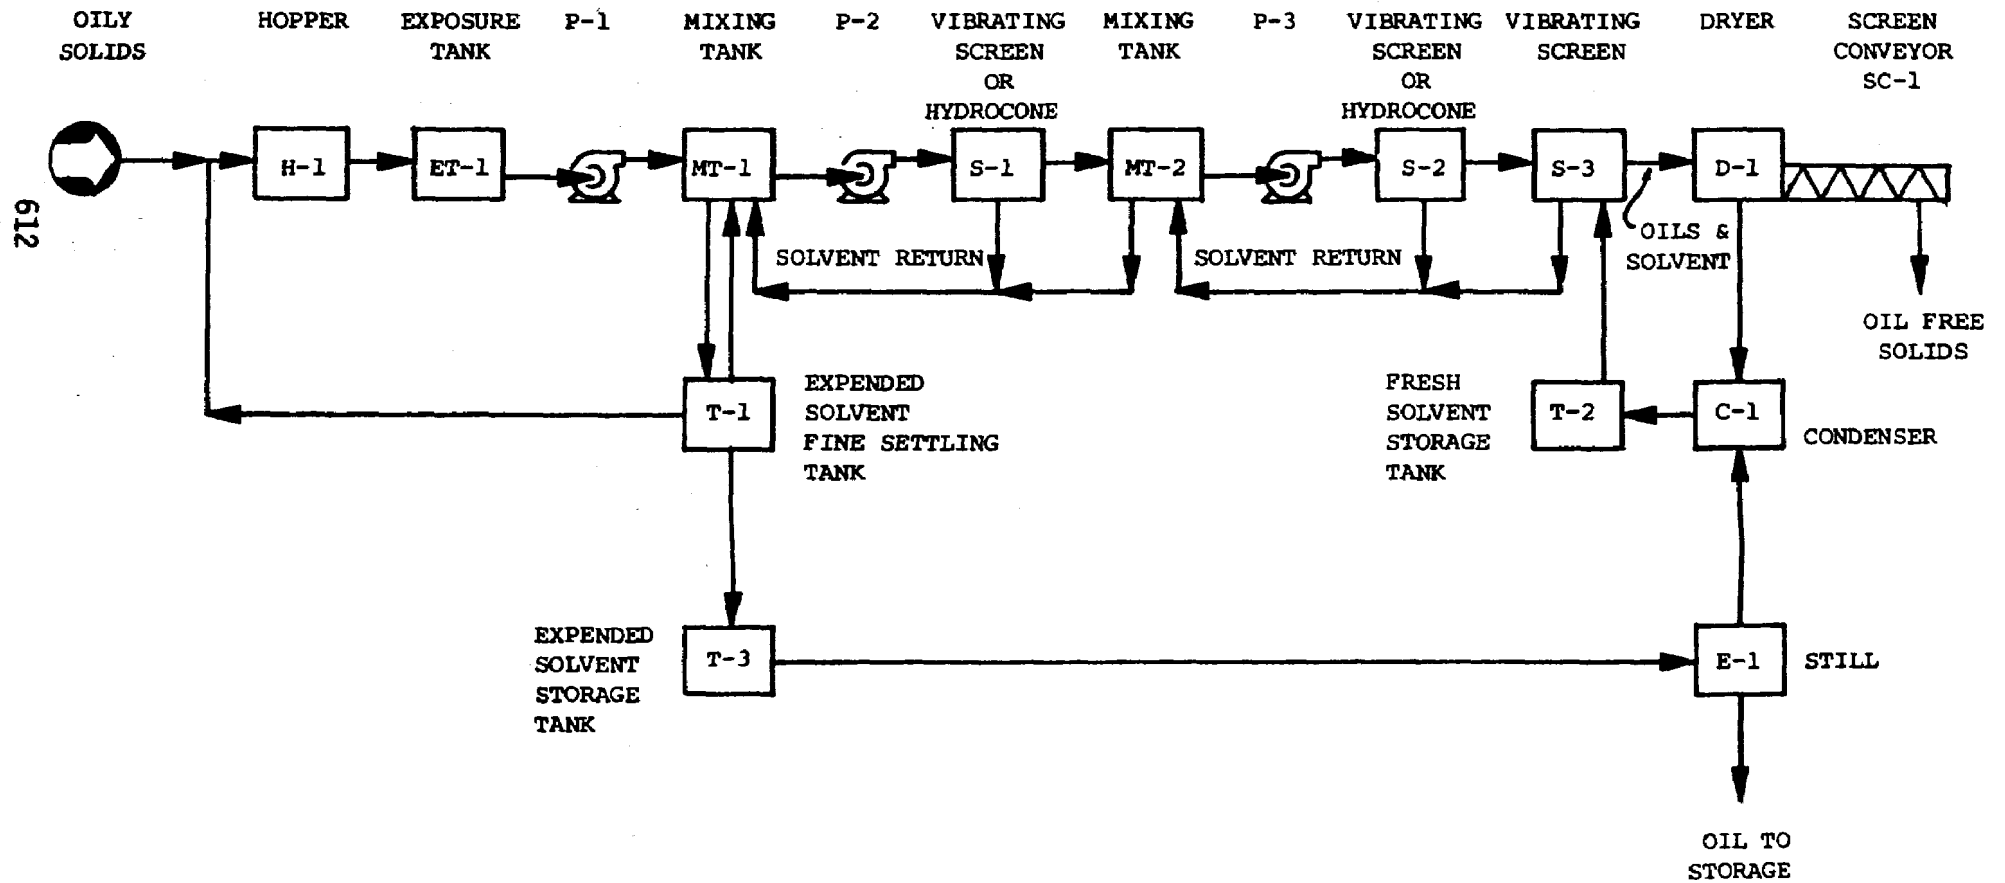 OILY
SOLIDS
HOPPER
EXPOSURE
TANK
P-1
MIXING
TANK
P-2
VIBRATING
SCREEN
OR
HYDROCONE
MIXING
TANK
P-3
VIBRATING
SCREEN
OR
HYDROCONE
VIBRATING
SCREEN
DRYER
SCREEN
CONVEYOR
SC-1
H-1
ET-1
MT-1
S-1
MT-2
S-2
S-3
D-1
612
SOLVENT RETURN
SOLVENT RETURN
OILS &
SOLVENT
OIL FREE
SOLIDS
T-1
EXPENDED
SOLVENT
FINE SETTLING
TANK
FRESH
SOLVENT
STORAGE
TANK
T-2
C-1
CONDENSER
EXPENDED
SOLVENT
STORAGE
TANK
T-3
E-1
STILL
OIL TO
STORAGE